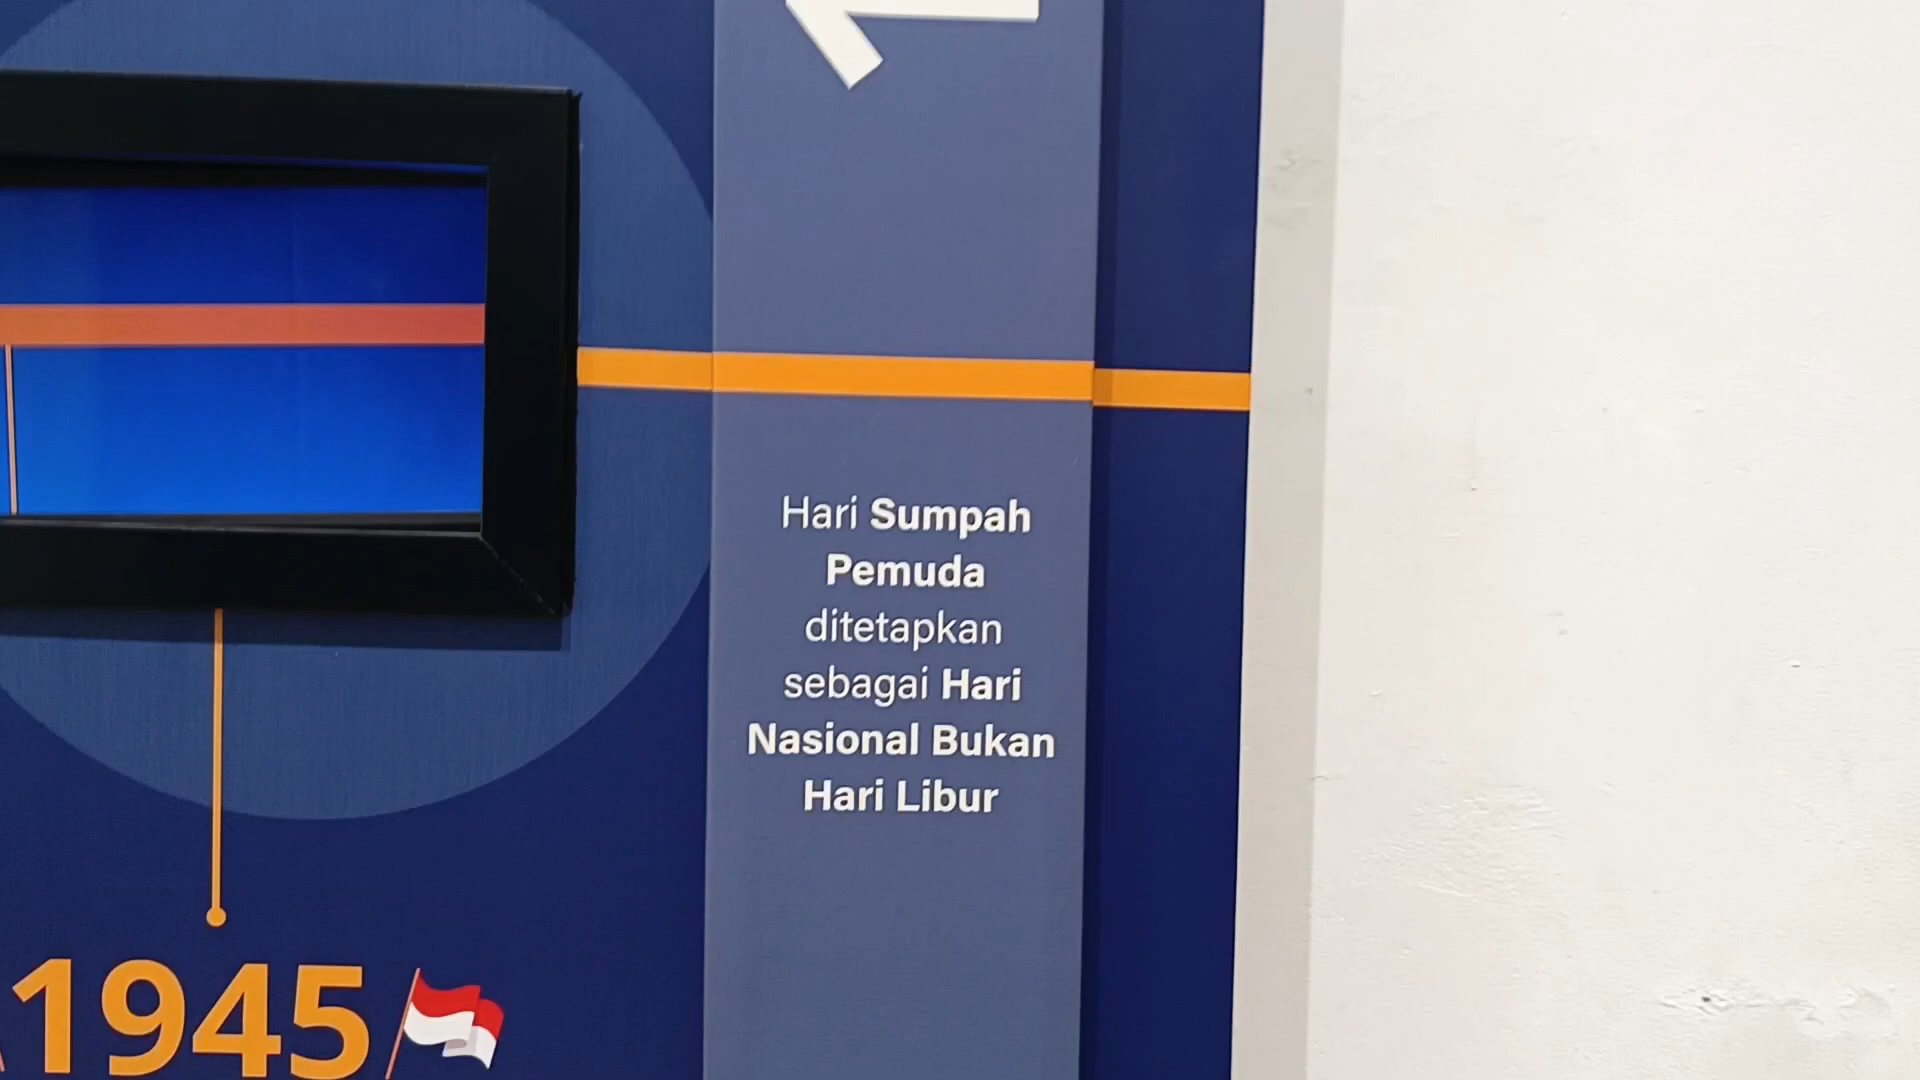 Hari Sumpah
Pemuda
ditetapkan
sebagai Hari
Nasional Bukan
Hari Libur
1945